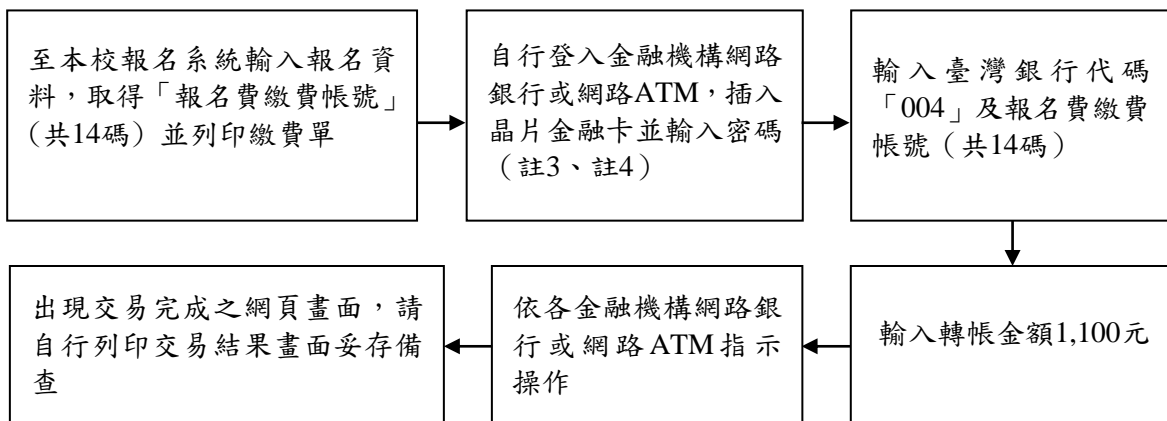 至本校報名系統輸入報名資
料，取得「報名費繳費帳號」
（共14碼）並列印繳費單
自行登入金融機構網路
銀行或網路ATM，插入
晶片金融卡並輸入密碼
（註3、註4）
輸入臺灣銀行代碼
「004」及報名費繳費
帳號（共14碼）
輸入轉帳金額1,100元
依各金融機構網路銀
行或網路ATM指示
操作
出現交易完成之網頁畫面，請
自行列印交易結果畫面妥存備
查